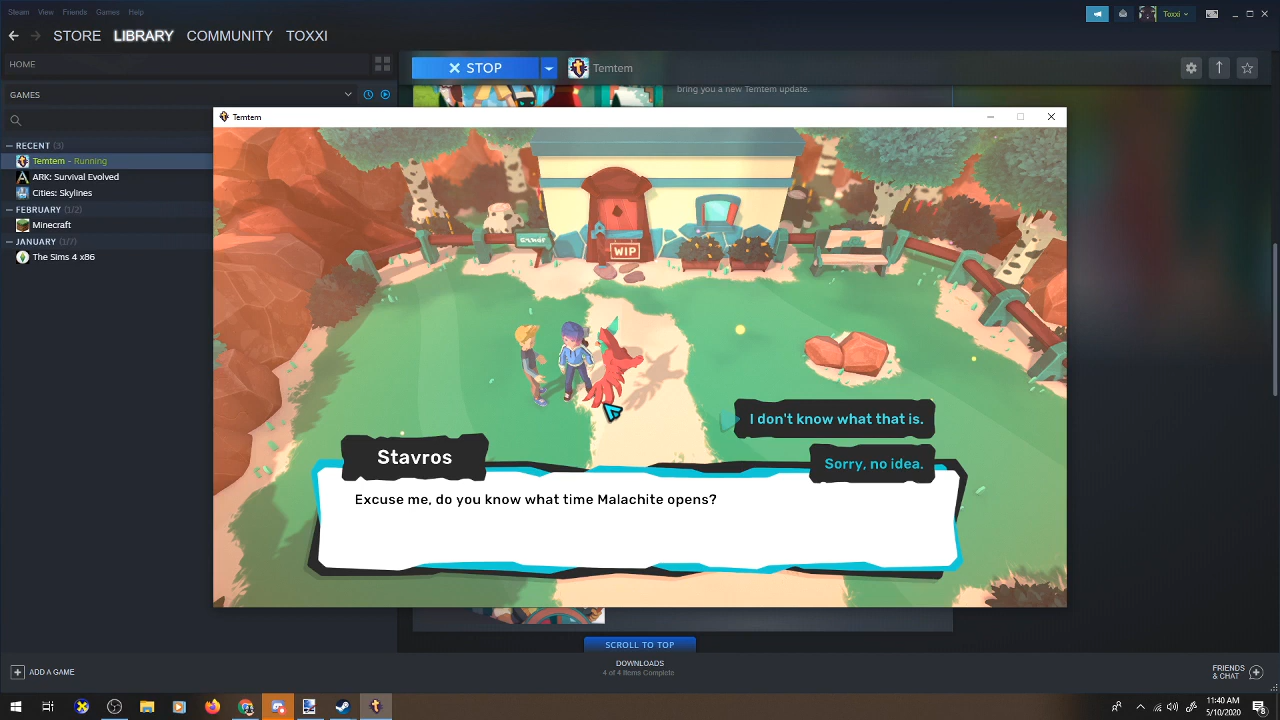 Steam View Friends Games Help
Toxxi
STORE LIBRARY COMMUNITY TOXXI
HOME
STOP
Temtem
GAMES
bring you a new Temtem update.
Temtem
RECENT (3)
Temtem - Running
ARK: Survival Evolved
Cities: Skylines
FEBRUARY (1/2)
Minecraft
JANUARY (1/7)
The Sims 4 x86
WIP
I don't know what that is.
Stavros
Sorry, no idea.
Excuse me, do you know what time Malachite opens?
SCROLL TO TOP
ADD A GAME
DOWNLOADS
4 of 4 Items Complete
FRIENDS
& CHAT
11:40 AM
5/10/2020